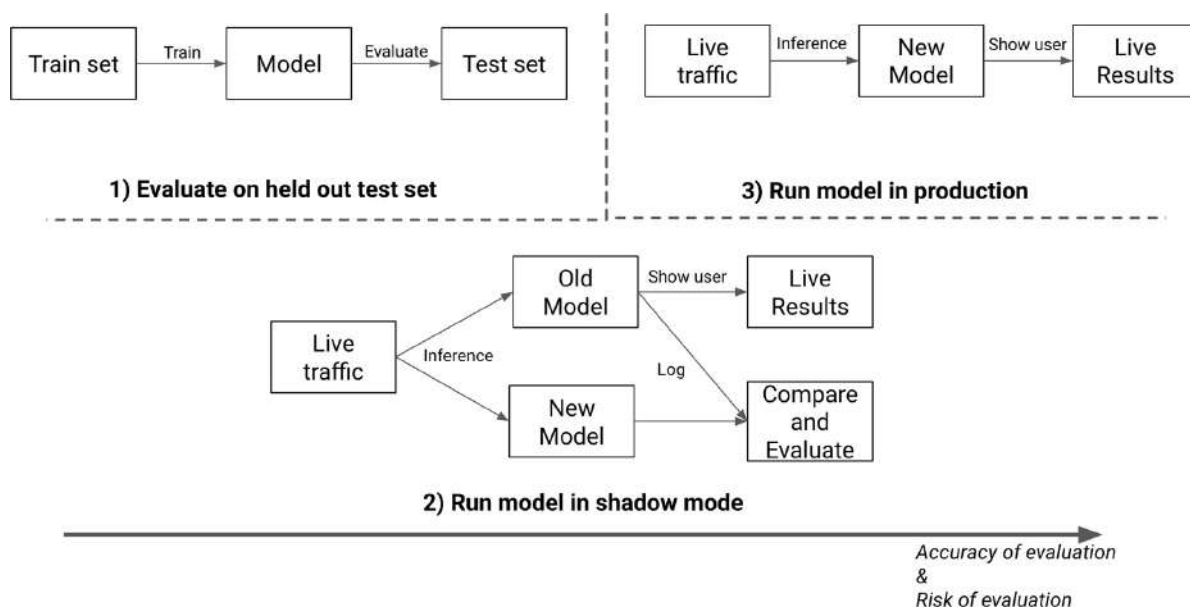 Train set
Train
Model
Evaluate
Test set
1) Evaluate on held out test set
Live
traffic
Inference
New
Model
Show user
Live
Results
3) Run model in production
Live
traffic
Inference
Old
Model
Show user
Live
Results
Log
New
Model
Compare
and
Evaluate
2) Run model in shadow mode
Accuracy of evaluation
&
Risk of evaluation